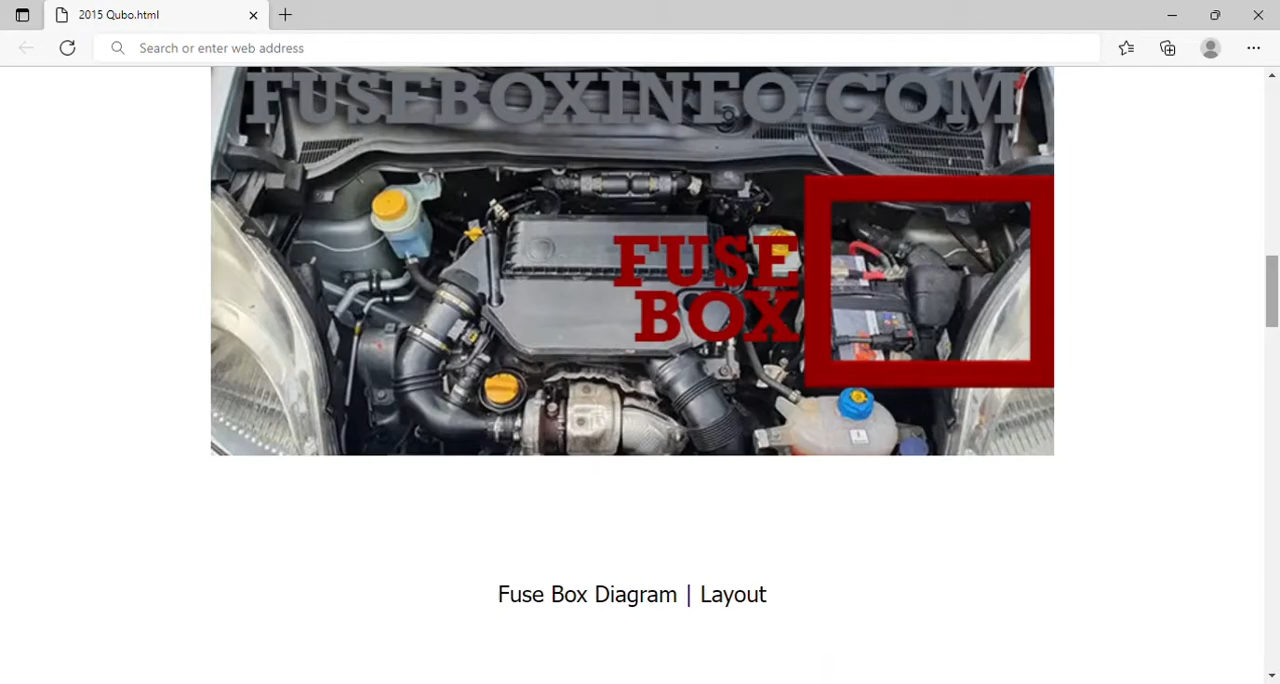 2015 Qubo.html
Search or enter web address
FUSEBOXINFO.COM
FUSE
BOX
Fuse Box Diagram | Layout